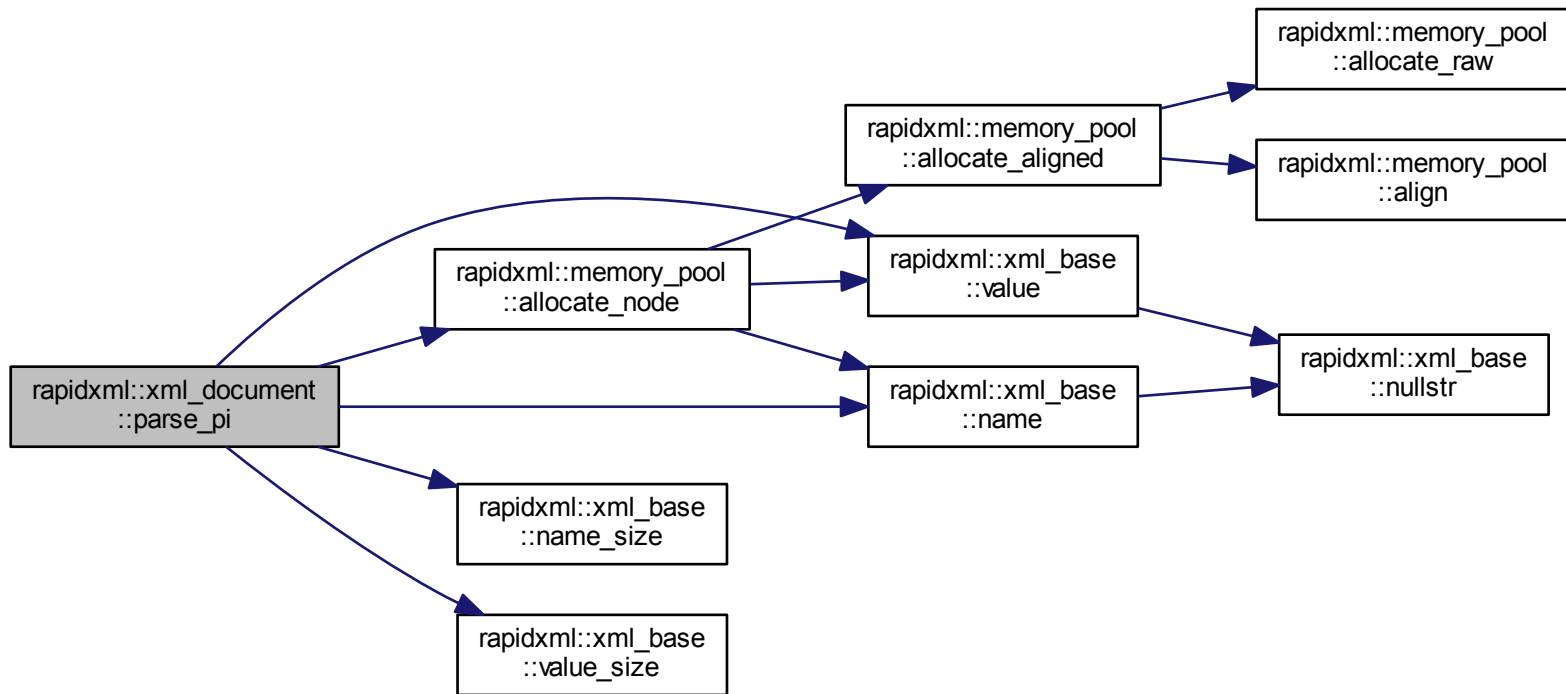 rapidxml::xml_document
::parse_pi
rapidxml::memory_pool
::allocate_node
rapidxml::xml_base
::name_size
rapidxml::xml_base
::value_size
rapidxml::memory_pool
::allocate_aligned
rapidxml::xml_base
::value
rapidxml::xml_base
::name
rapidxml::memory_pool
::allocate_raw
rapidxml::memory_pool
::align
rapidxml::xml_base
::nullstr